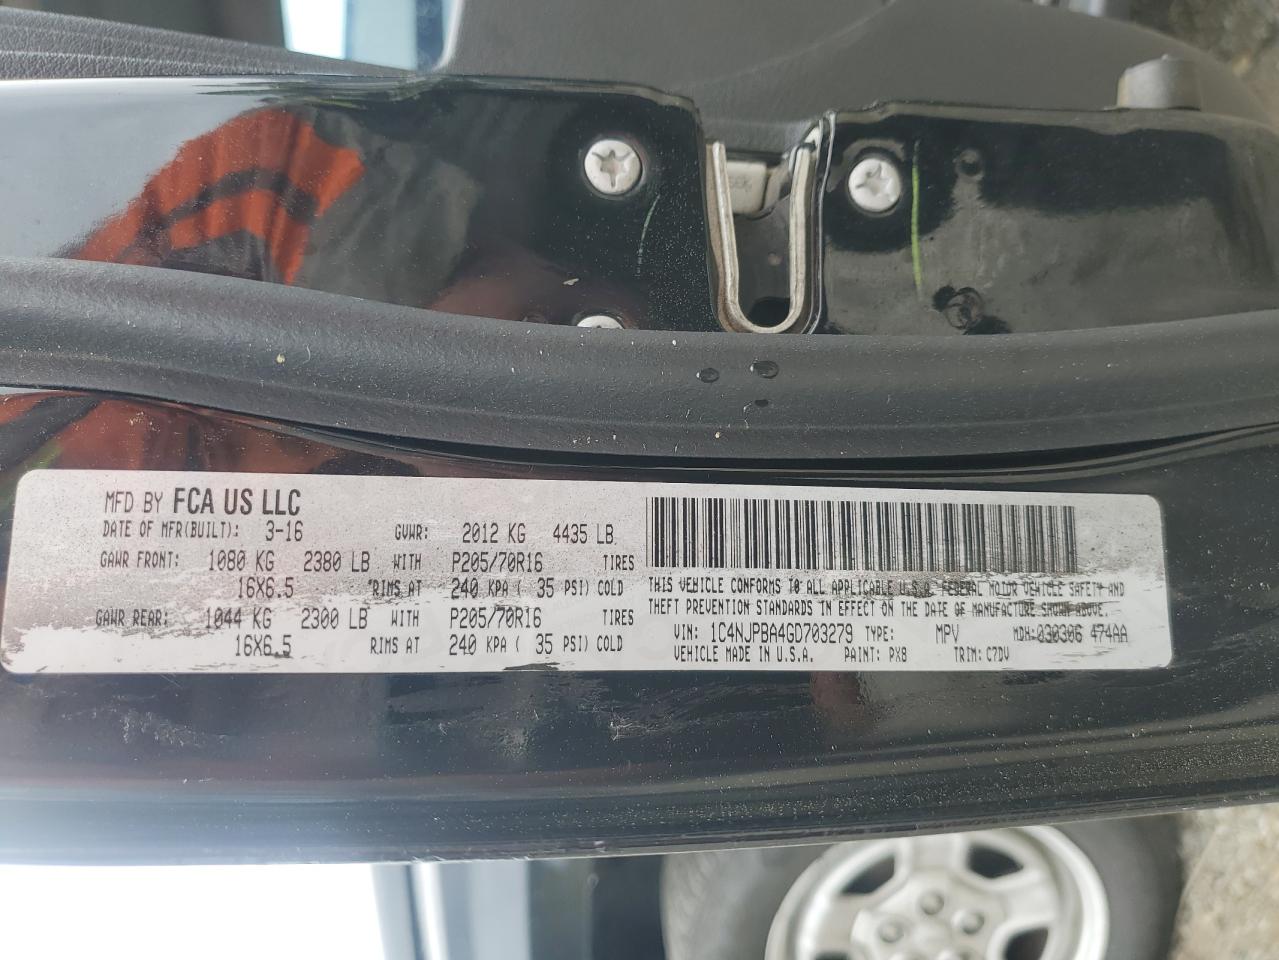 MFD BY FCA US LLC
DATE OF MFR(BUILT): 3-16 GVWR: 2012 KG 4435 LB
GAWR FRONT: 1080 KG 2380 LB WITH P205/70R16 TIRES
16X6.5 RIMS AT 240 KPA ( 35 PSI) COLD
GAWR REAR: 1044 KG 2300 LB WITH P205/70R16 TIRES
16X6.5 RIMS AT 240 KPA ( 35 PSI) COLD
THIS VEHICLE CONFORMS TO ALL APPLICABLE U.S.A. FEDERAL MOTOR VEHICLE SAFETY AND
THEFT PREVENTION STANDARDS IN EFFECT ON THE DATE OF MANUFACTURE SHOWN ABOVE.
VIN: 1C4NJPBA4GD703279 TYPE: MPV MDH: 030306 474AA
VEHICLE MADE IN U.S.A. PAINT: PX8 TRIM: C7DV